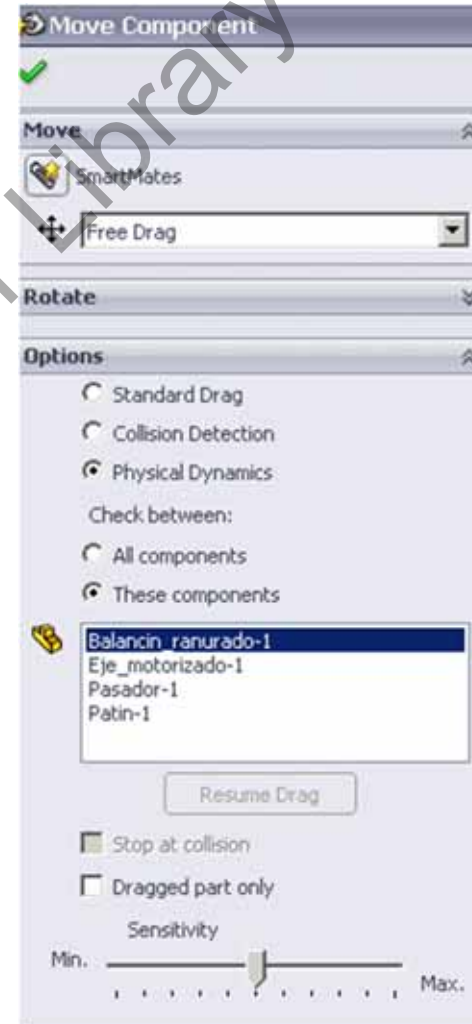 Move Component
Library
Move
SmartMates
Free Drag
Rotate
Options
Standard Drag
Collision Detection
Physical Dynamics
Check between:
All components
These components
Balancin_ranurado-1
Eje_motorizado-1
Pasador-1
Patin-1
Resume Drag
Stop at collision
Dragged part only
Sensitivity
Min.
Max.